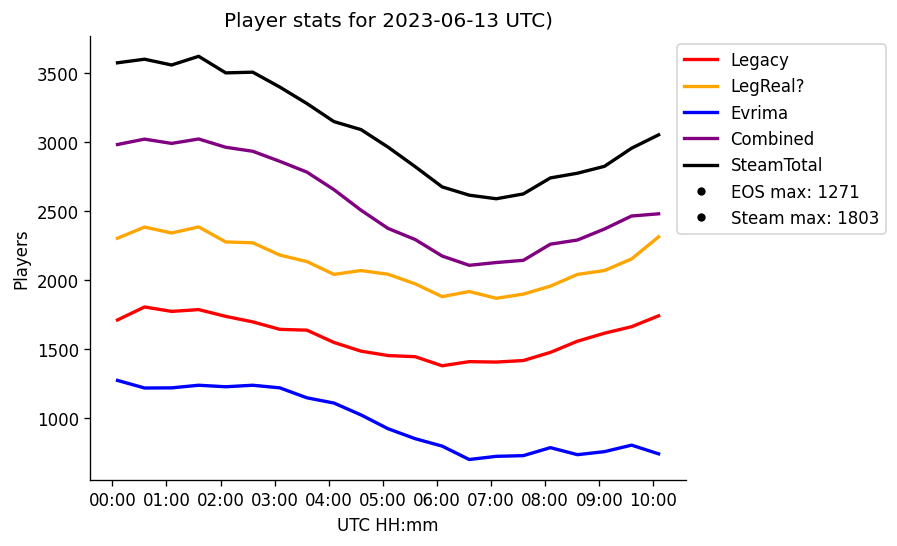 Player stats for 2023-06-13 UTC)
3500
3000
2500
2000
1500
1000
Players
00:00 01:00 02:00 03:00 04:00 05:00 06:00 07:00 08:00 09:00 10:00
UTC HH:mm
Legacy
LegReal?
Evrima
Combined
SteamTotal
EOS max: 1271
Steam max: 1803